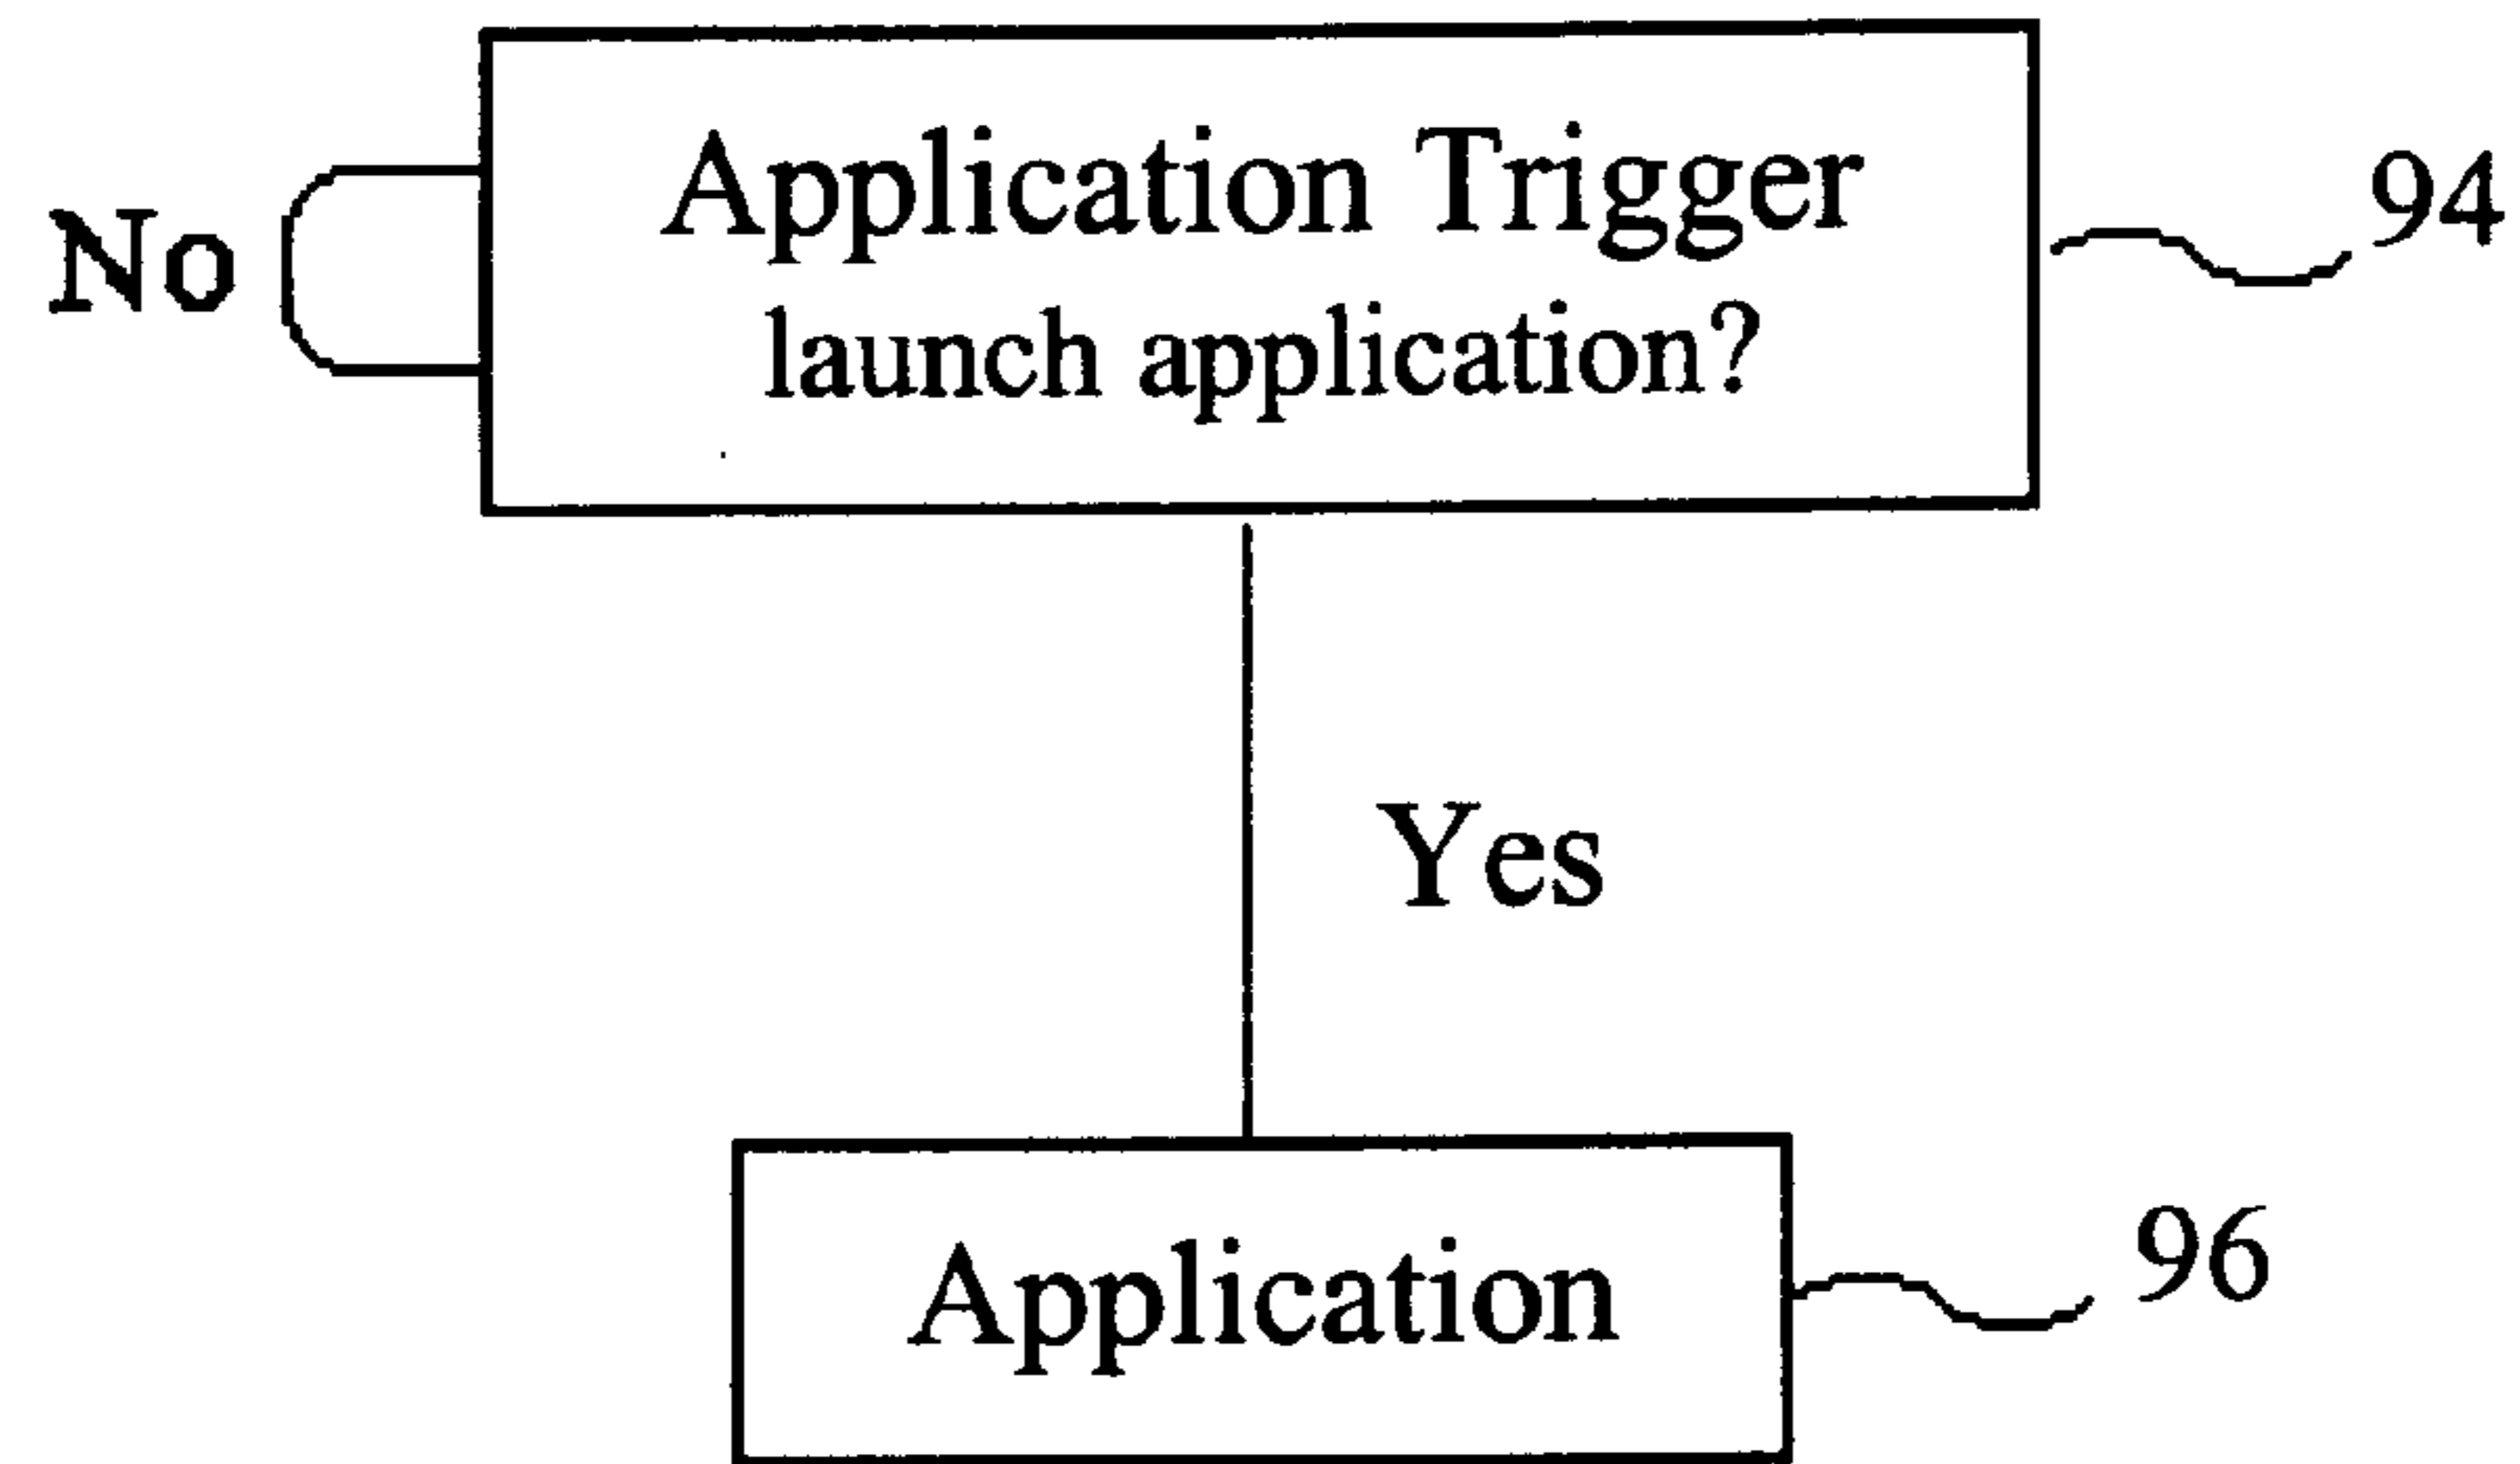 Application Trigger
launch application?
94
No
Yes
Application
96